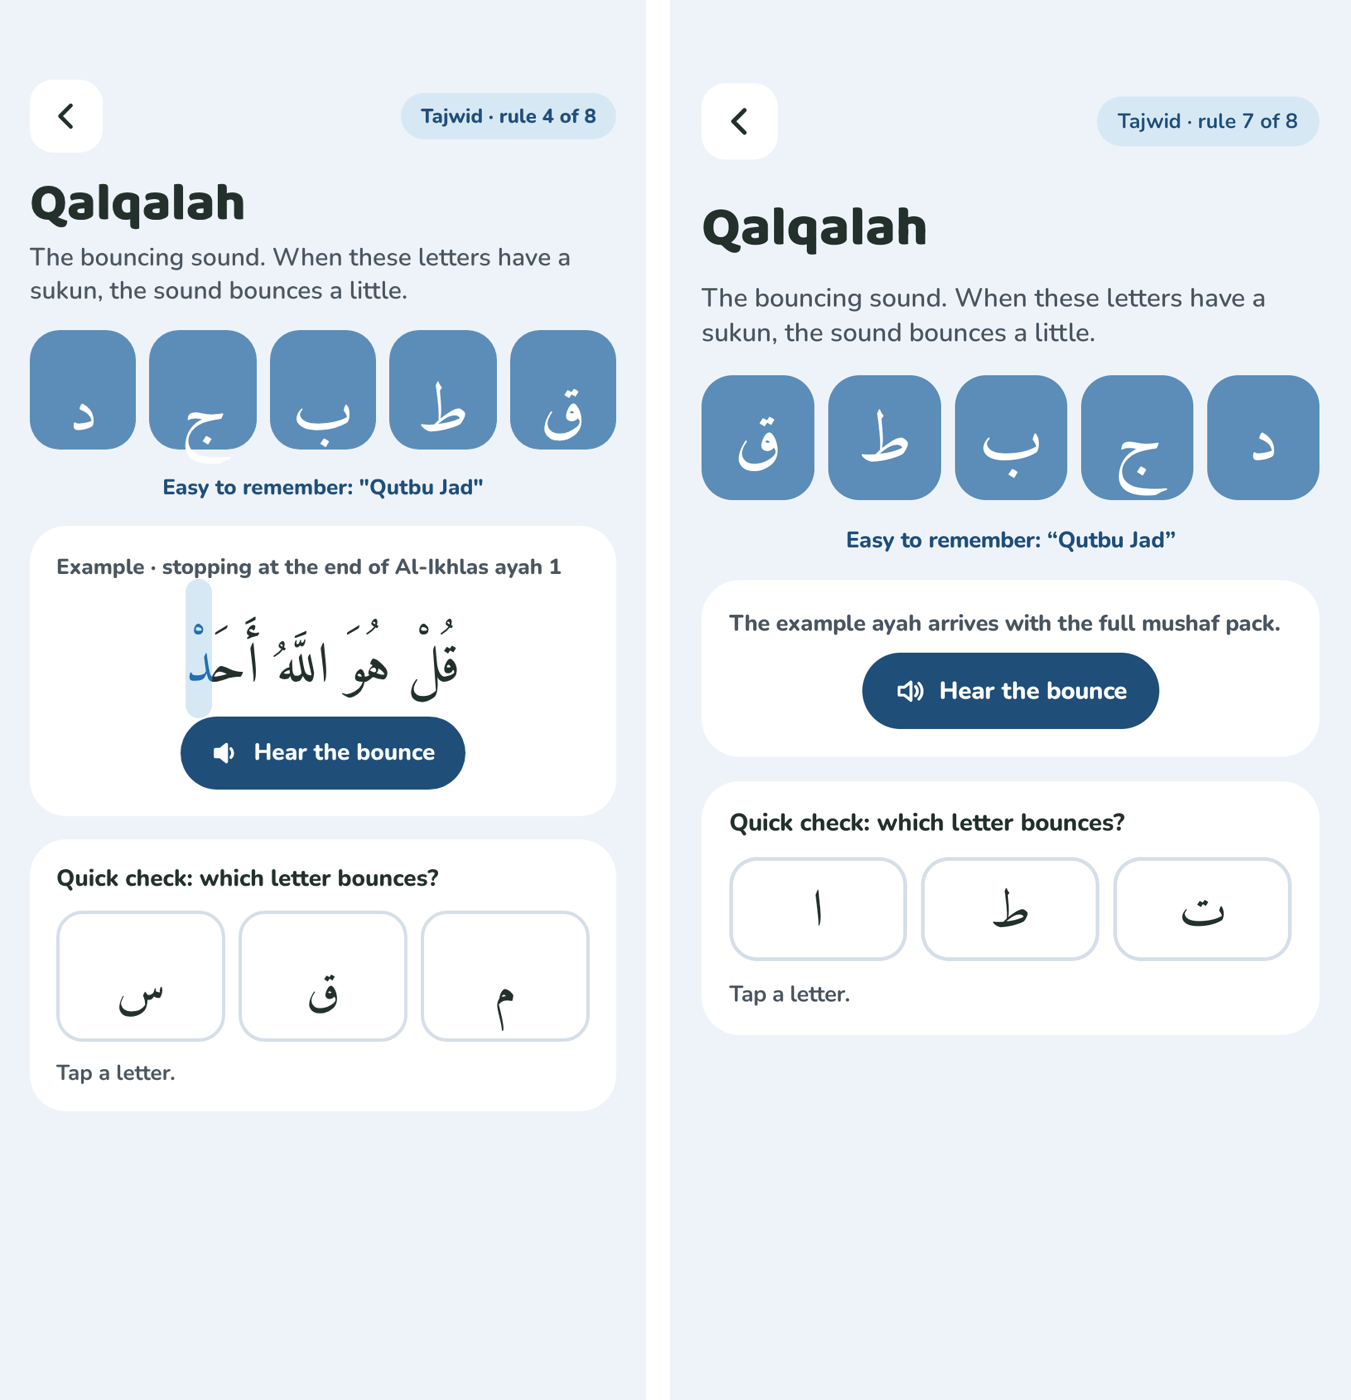 Tajwid · rule 4 of 8
Qalqalah
The bouncing sound. When these letters have a
sukun, the sound bounces a little.
ق ط ب ج د
Easy to remember: "Qutbu Jad"
Example · stopping at the end of Al-Ikhlas ayah 1
قُلْ هُوَ اللَّهُ أَحَدْ
Hear the bounce
Quick check: which letter bounces?
س ق م
Tap a letter.
Tajwid · rule 7 of 8
Qalqalah
The bouncing sound. When these letters have a
sukun, the sound bounces a little.
ق ط ب ج د
Easy to remember: “Qutbu Jad”
The example ayah arrives with the full mushaf pack.
Hear the bounce
Quick check: which letter bounces?
ا ط ت
Tap a letter.